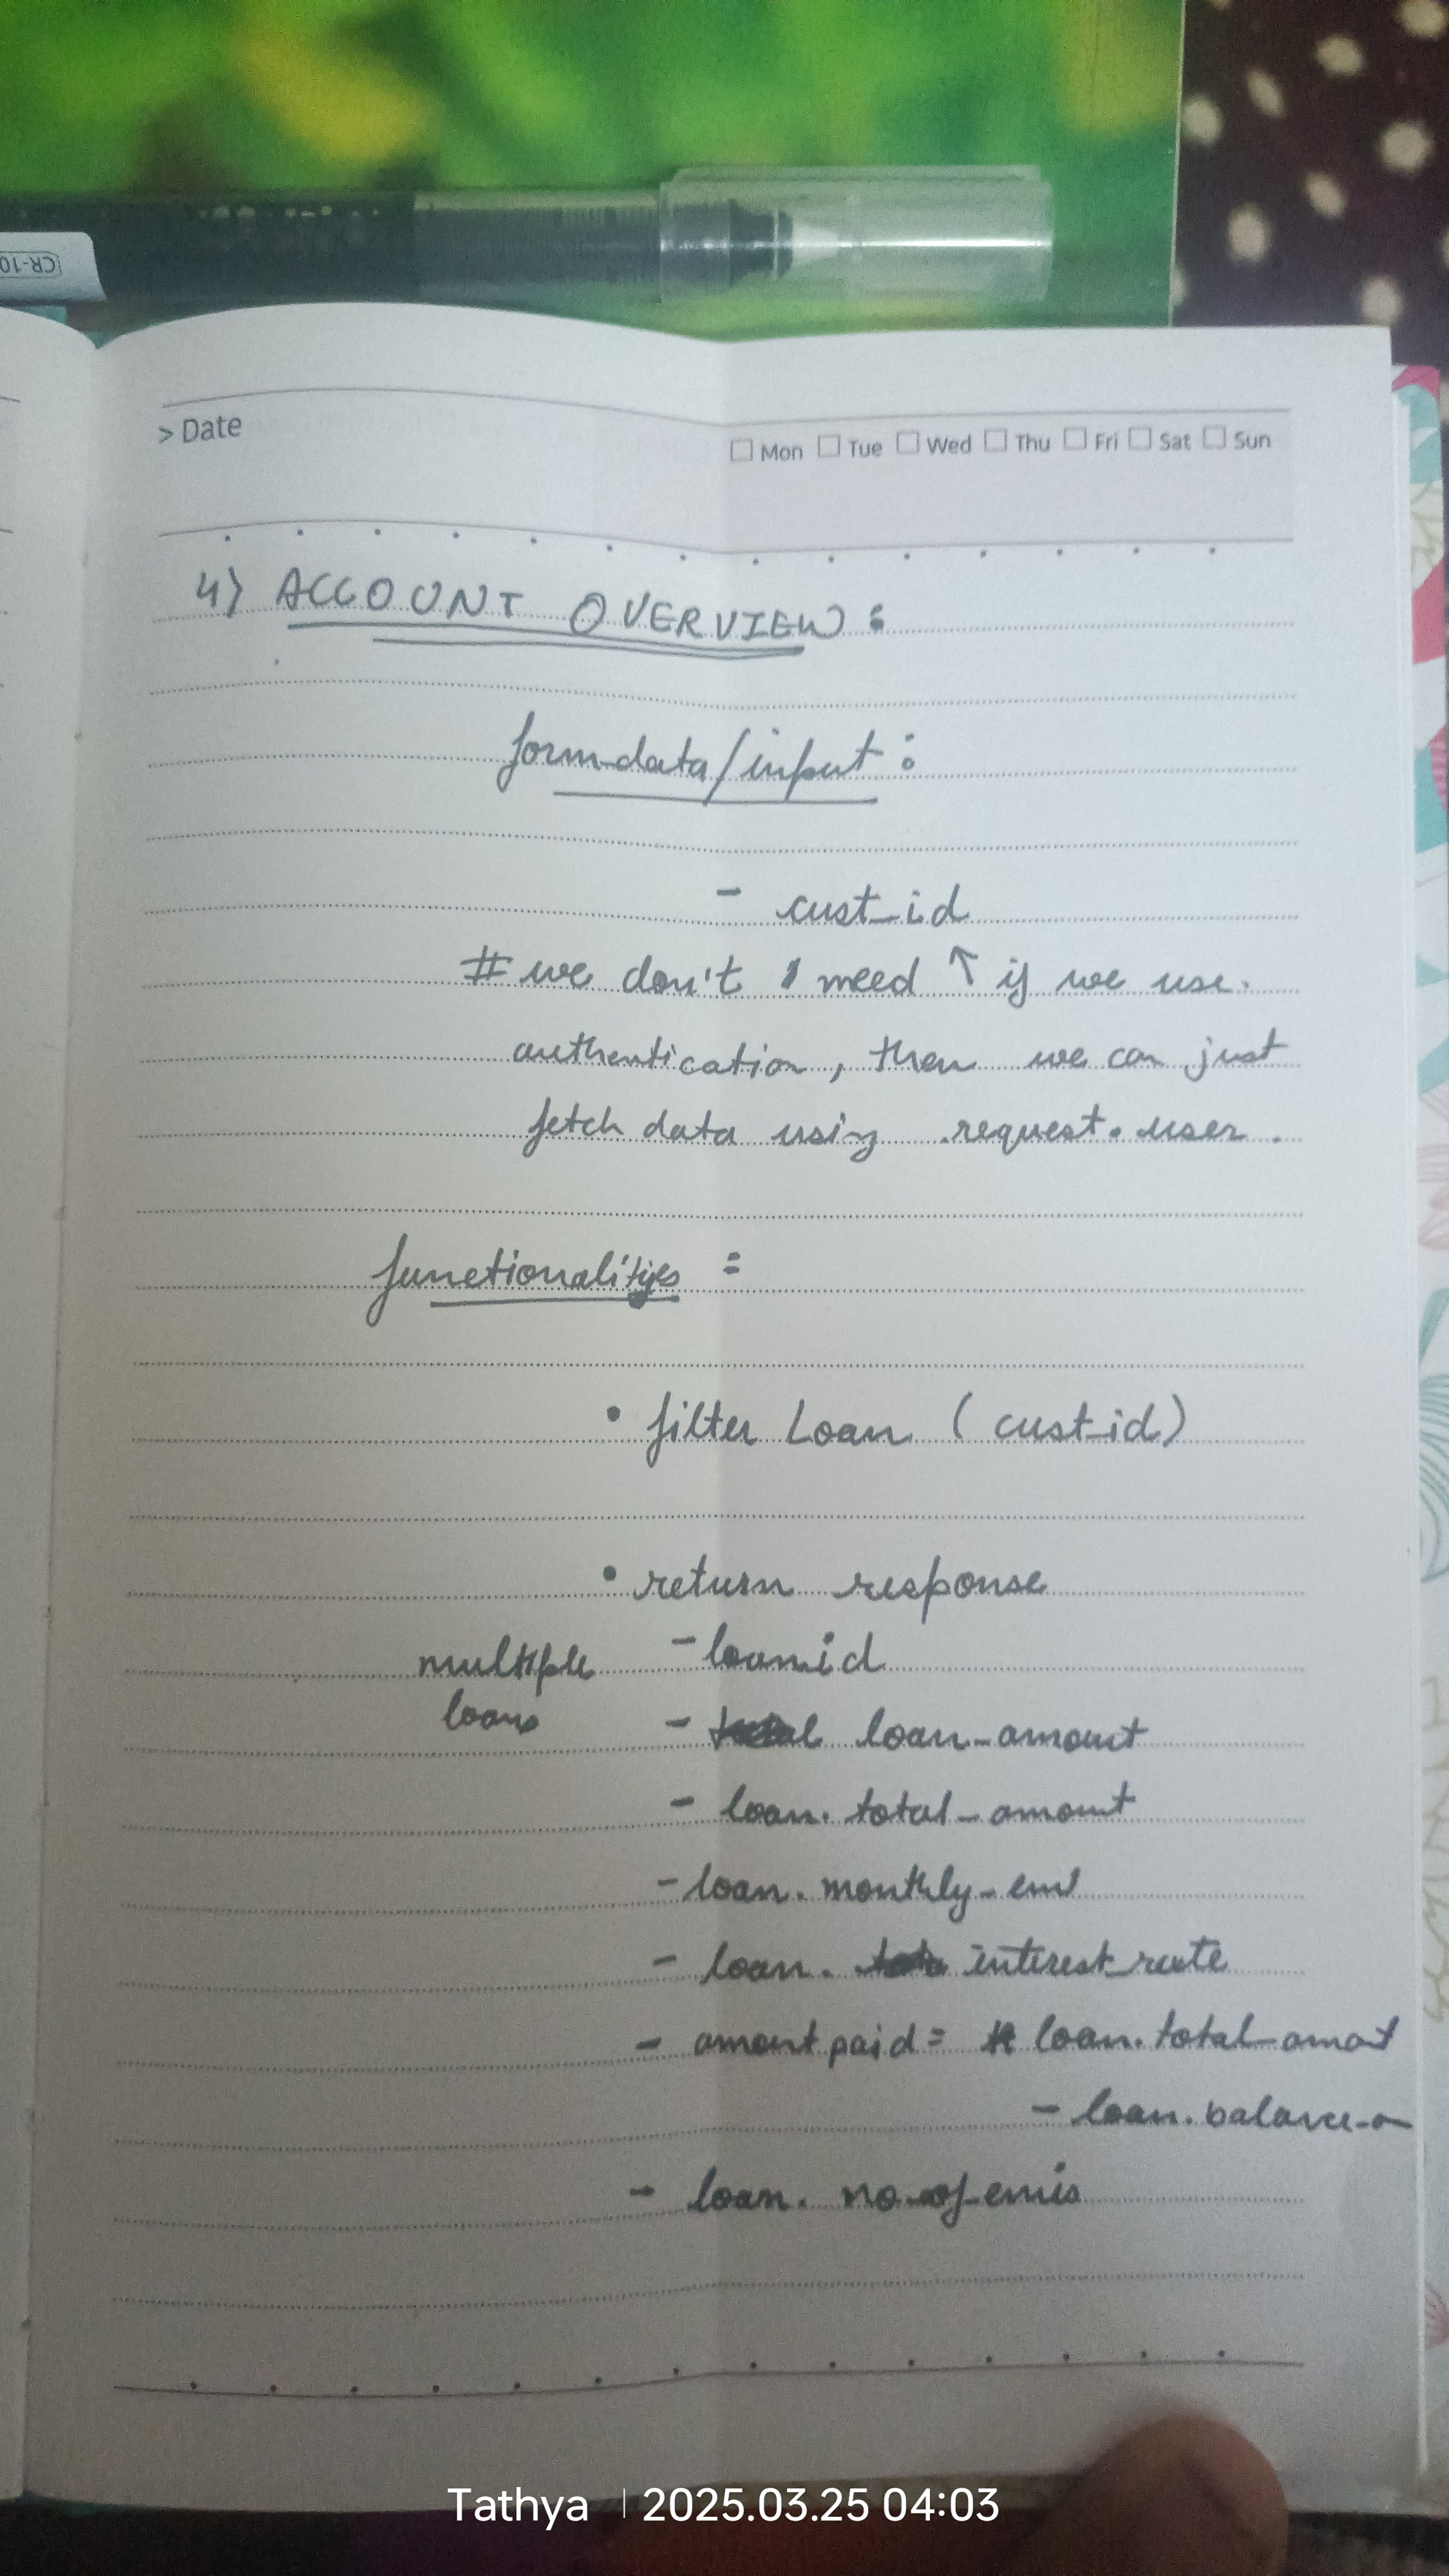 CR-10
> Date
Mon Tue Wed Thu Fri Sat Sun
4) ACCOUNT OVERVIEW :
form-data/input :
- cust_id
# we don't need ↑ if we use
authentication, then we can just
fetch data using request.user.
functionalities :
• filter Loan (cust_id)
• return response
multiple - loan.id
loans
- loan_amount
- loan.total_amount
- loan.monthly_emi
- loan. interest_rate
- amount paid = loan.total_amount
- loan.balance_a
- loan. no_of_emis
Tathya | 2025.03.25 04:03